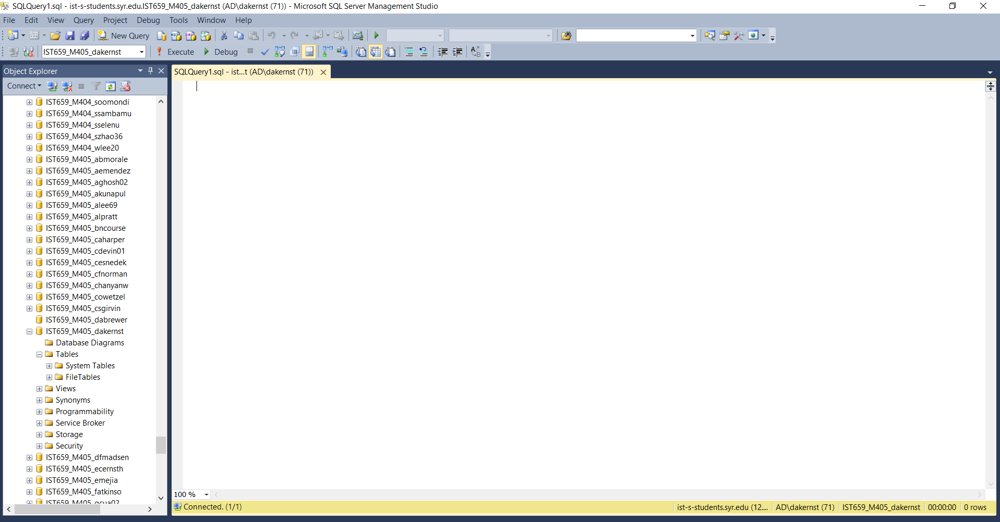 SQLQuery1.sql - ist-s-students.syr.edu.IST659_M405_dakernst (AD\dakernst (71)) - Microsoft SQL Server Management Studio
File Edit View Query Project Debug Tools Window Help
New Query
IST659_M405_dakernst Execute Debug
Object Explorer
SQLQuery1.sql - ist...t (AD\dakernst (71))
Connect
IST659_M404_soomondi
IST659_M404_ssambamu
IST659_M404_sselenu
IST659_M404_szhao36
IST659_M404_wlee20
IST659_M405_abmorale
IST659_M405_aemendez
IST659_M405_aghosh02
IST659_M405_akunapul
IST659_M405_alee69
IST659_M405_alpratt
IST659_M405_bncourse
IST659_M405_caharper
IST659_M405_cdevin01
IST659_M405_cesnedek
IST659_M405_cfnorman
IST659_M405_chanyanw
IST659_M405_cowetzel
IST659_M405_csgirvin
IST659_M405_dabrewer
IST659_M405_dakernst
Database Diagrams
Tables
System Tables
FileTables
Views
Synonyms
Programmability
Service Broker
Storage
Security
IST659_M405_dfmadsen
IST659_M405_ecernsth
IST659_M405_emejia
IST659_M405_fatkinso
100 %
Connected. (1/1)
ist-s-students.syr.edu (12.... AD\dakernst (71) IST659_M405_dakernst 00:00:00 0 rows